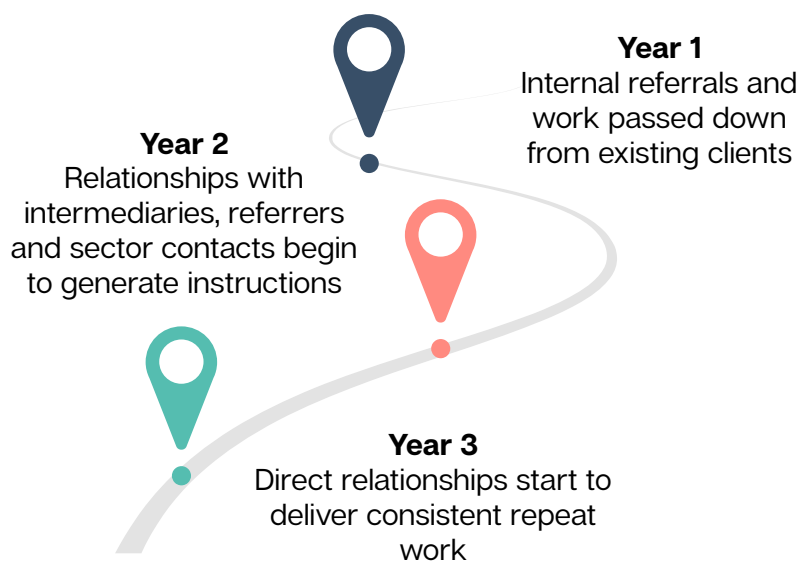 Year 1
Internal referrals and
work passed down
from existing clients
Year 2
Relationships with
intermediaries, referrers
and sector contacts begin
to generate instructions
Year 3
Direct relationships start to
deliver consistent repeat
work